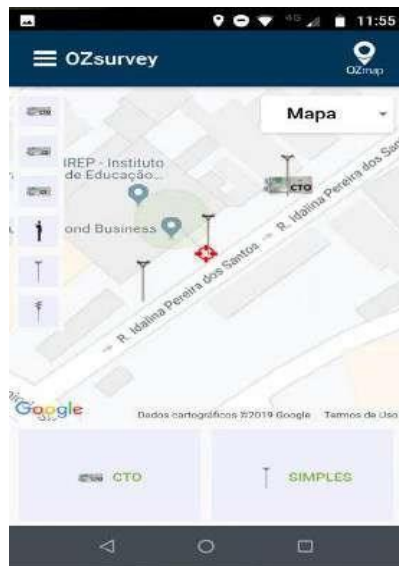 4G 11:55
OZsurvey
OZmap
Mapa
IREP - Instituto
de Educação...
ond Business
CTO
R. Idalina Pereira dos San
R. Idalina Pereira dos Santos
Google
Dados cartográficos ©2019 Google Termos de Uso
CTO
SIMPLES